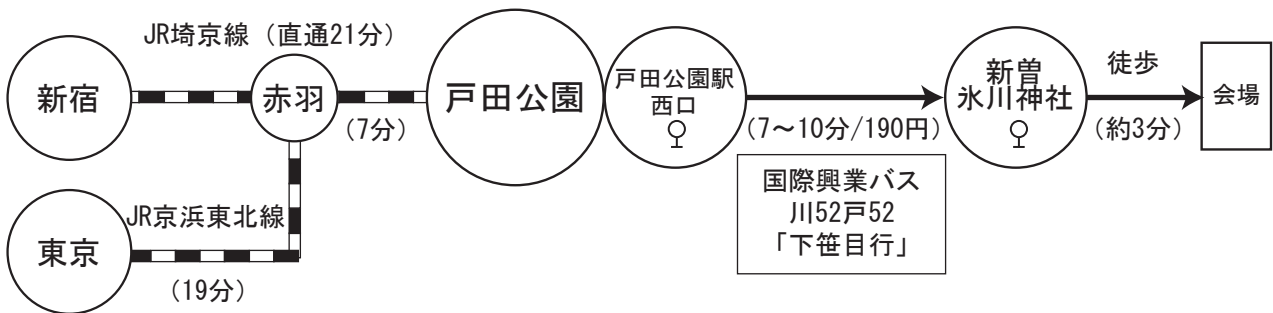 JR埼京線（直通21分）
新宿
赤羽
（7分）
戸田公園
戸田公園駅
西口
（7～10分/190円）
国際興業バス
川52戸52
「下笹目行」
新曽
氷川神社
徒歩
（約3分）
会場
東京
JR京浜東北線
（19分）